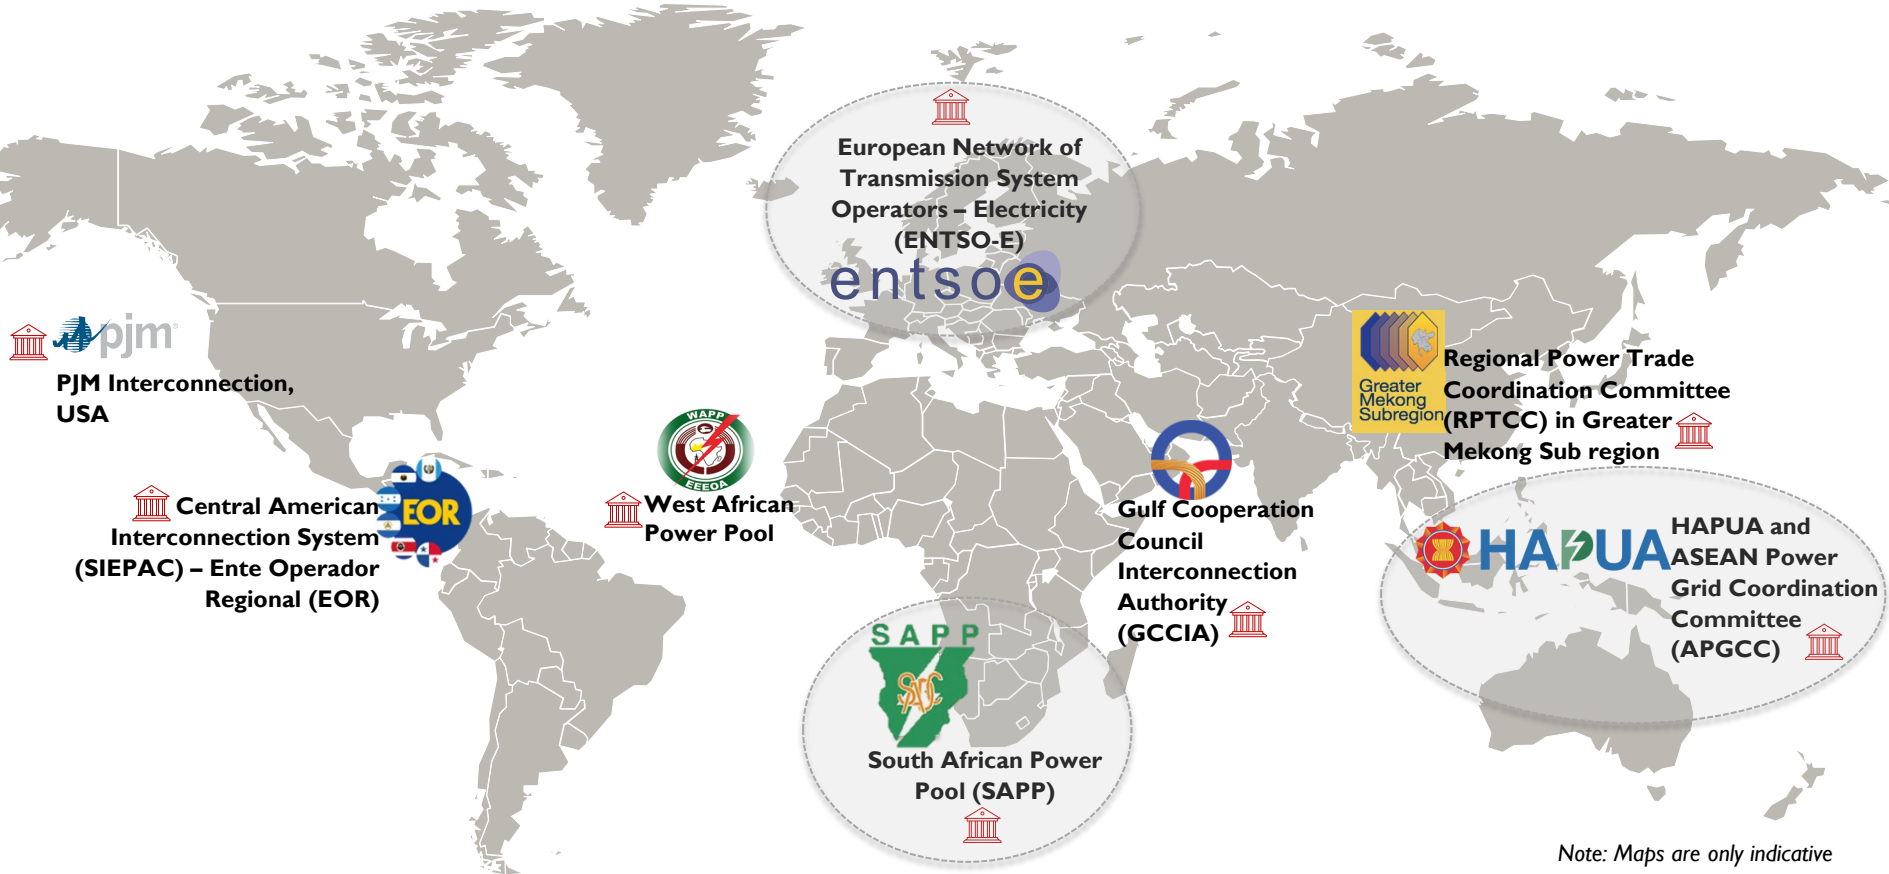 European Network of
Transmission System
Operators – Electricity
(ENTSO-E)
entsoe
pjm
PJM Interconnection,
USA
Greater
Mekong
Subregion
Regional Power Trade
Coordination Committee
(RPTCC) in Greater
Mekong Sub region
WAPP
EEEOA
West African
Power Pool
EOR
Central American
Interconnection System
(SIEPAC) – Ente Operador
Regional (EOR)
Gulf Cooperation
Council
Interconnection
Authority
(GCCIA)
HAPUA
HAPUA and
ASEAN Power
Grid Coordination
Committee
(APGCC)
SAPP
SADC
South African Power
Pool (SAPP)
Note: Maps are only indicative